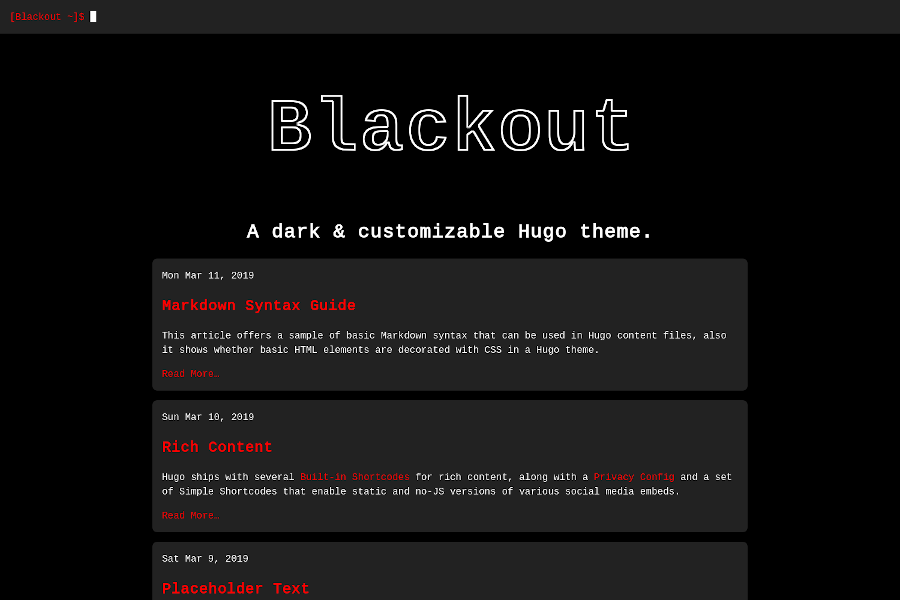 [Blackout ~]$
Blackout
A dark & customizable Hugo theme.
Mon Mar 11, 2019
Markdown Syntax Guide
This article offers a sample of basic Markdown syntax that can be used in Hugo content files, also
it shows whether basic HTML elements are decorated with CSS in a Hugo theme.
Read More…
Sun Mar 10, 2019
Rich Content
Hugo ships with several Built-in Shortcodes for rich content, along with a Privacy Config and a set
of Simple Shortcodes that enable static and no-JS versions of various social media embeds.
Read More…
Sat Mar 9, 2019
Placeholder Text